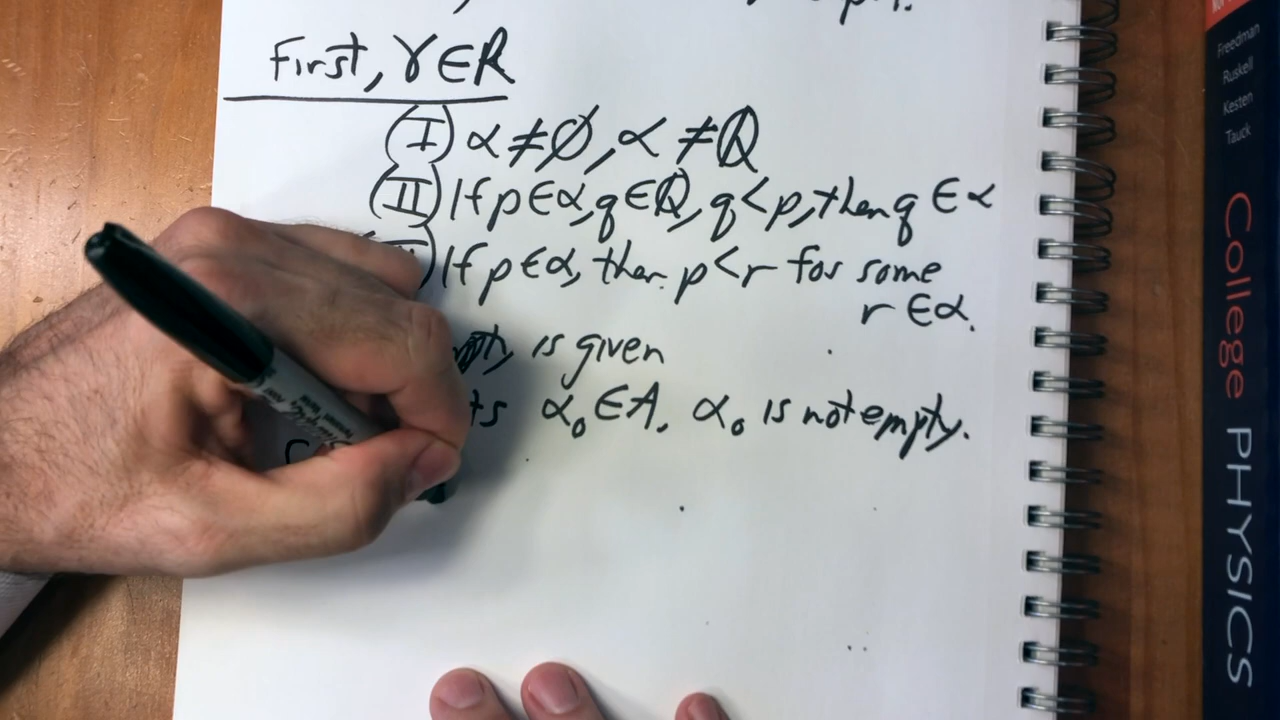 First, γ∈R
(I) α≠∅, α≠Q
(II) If p∈α, q∈Q, q<p, then q∈α
If p∈α, then p<r for some
r∈α.
is given
α₀∈A. α₀ is not empty.
Freedman
Ruskell
Kesten
Tauck
College PHYSICS